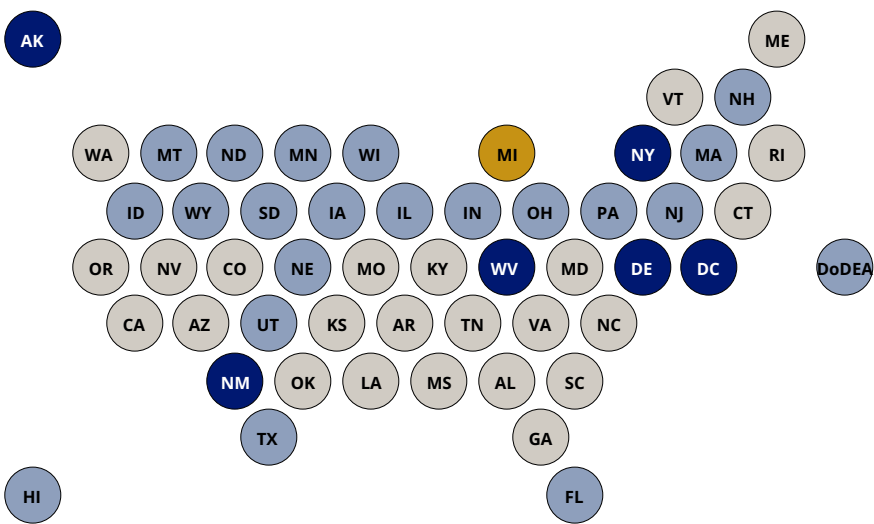 AK ME
VT NH
WA MT ND MN WI MI NY MA RI
ID WY SD IA IL IN OH PA NJ CT
OR NV CO NE MO KY WV MD DE DC DoDEA
CA AZ UT KS AR TN VA NC
NM OK LA MS AL SC
TX GA
HI FL